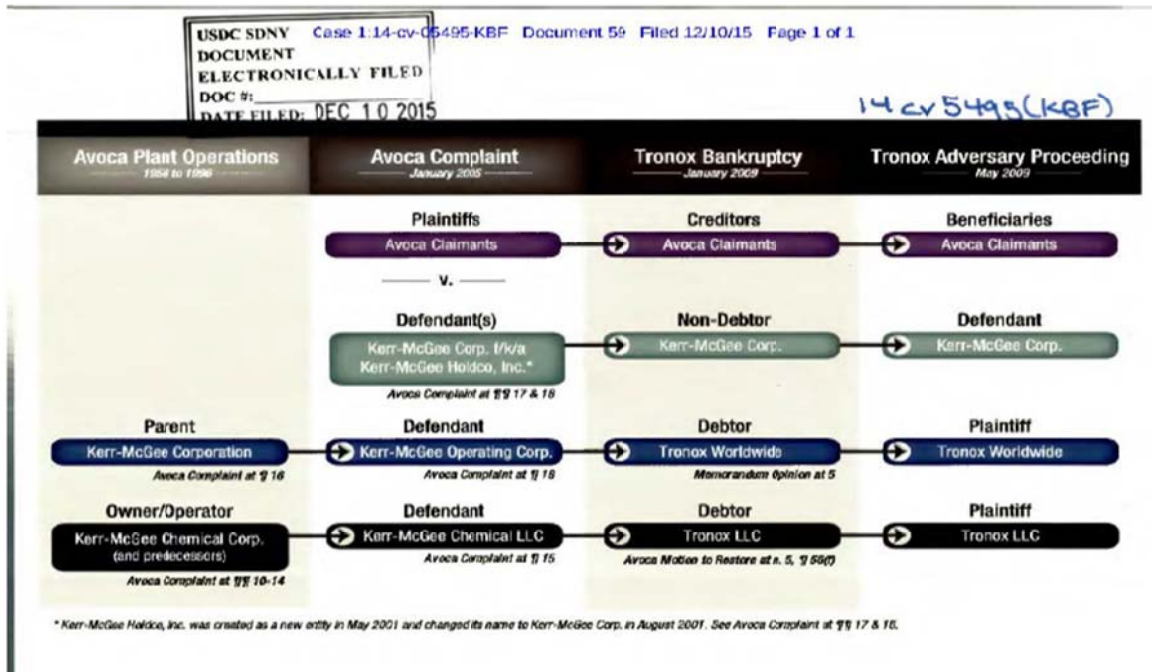 USDC SDNY
DOCUMENT
ELECTRONICALLY FILED
DOC #:
DATE FILED: DEC 10 2015
Case 1:14-cv-05495-KBF Document 59 Filed 12/10/15 Page 1 of 1
14 cv 5495 (KBF)
Avoca Plant Operations
1956 to 1996
Avoca Complaint
January 2005
Tronox Bankruptcy
January 2009
Tronox Adversary Proceeding
May 2009
Plaintiffs
Creditors
Beneficiaries
Avoca Claimants
Avoca Claimants
Avoca Claimants
v.
Defendant(s)
Non-Debtor
Defendant
Kerr-McGee Corp. f/k/a
Kerr-McGee Holdco, Inc.*
Kerr-McGee Corp.
Kerr-McGee Corp.
Avoca Complaint at ¶¶ 17 & 18
Parent
Defendant
Debtor
Plaintiff
Kerr-McGee Corporation
Kerr-McGee Operating Corp.
Tronox Worldwide
Tronox Worldwide
Avoca Complaint at ¶ 16
Avoca Complaint at ¶ 18
Memorandum Opinion at 5
Owner/Operator
Defendant
Debtor
Plaintiff
Kerr-McGee Chemical Corp.
(and predecessors)
Kerr-McGee Chemical LLC
Tronox LLC
Tronox LLC
Avoca Complaint at ¶¶ 10-14
Avoca Complaint at ¶ 15
Avoca Motion to Restore at n. 5, ¶ 56(f)
* Kerr-McGee Holdco, Inc. was created as a new entity in May 2001 and changed its name to Kerr-McGee Corp. in August 2001. See Avoca Complaint at ¶¶ 17 & 18.